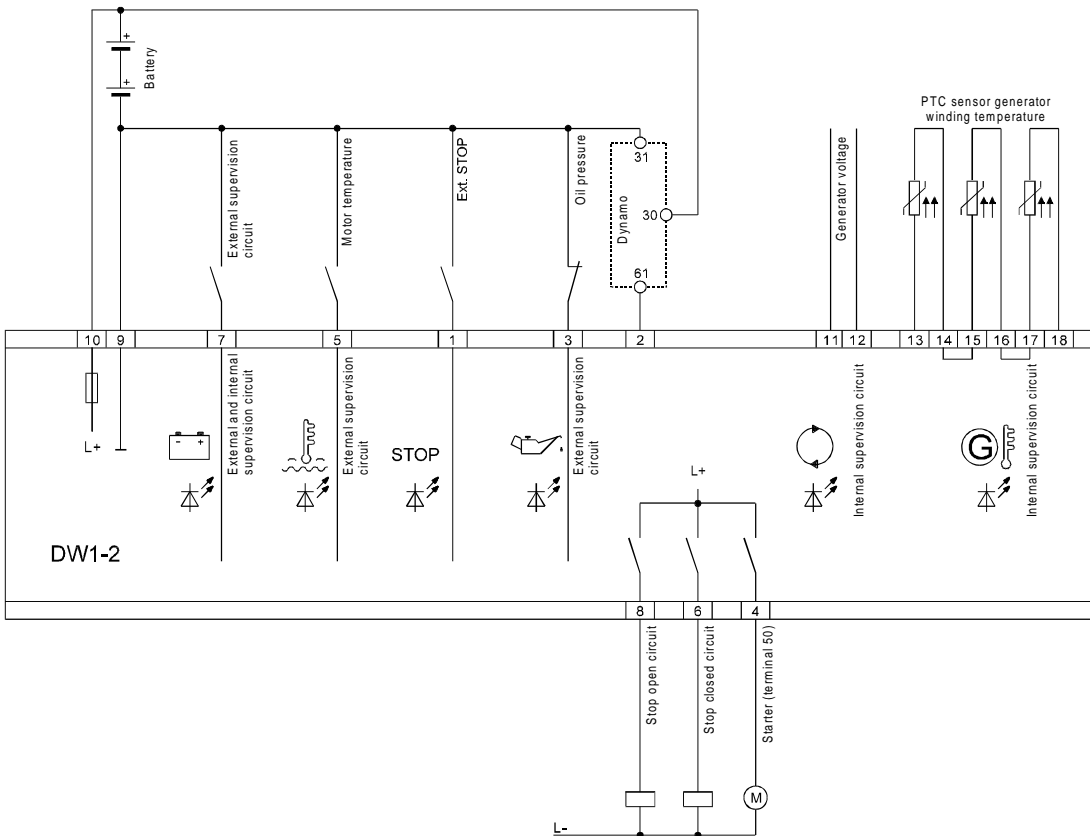 +
+
Battery
PTC sensor generator
winding temperature
External supervision
circuit
Motor temperature
Ext. STOP
Oil pressure
31
30
Dynamo
61
Generator voltage
10 9 7 5 1 3 2 11 12 13 14 15 16 17 18
L+
- +
External and internal
supervision circuit
External supervision
circuit
STOP
External supervision
circuit
L+
Internal supervision circuit
G
Internal supervision circuit
DW1-2
8 6 4
Stop open circuit
Stop closed circuit
Starter (terminal 50)
M
L-